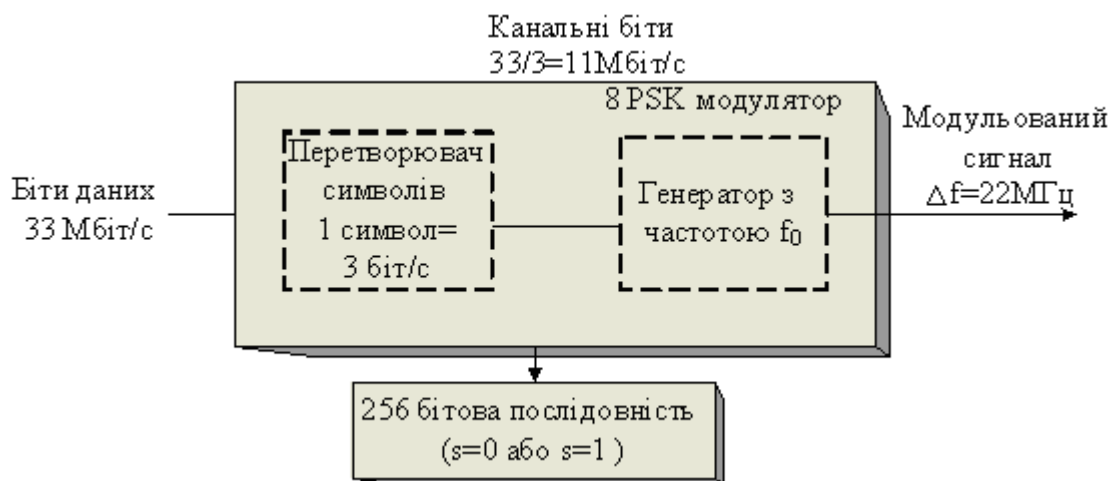 Канальні біти
33/3=11Мбіт/с
8 PSK модулятор
Перетворювач
символів
1 символ=
3 біт/с
Генератор з
частотою f₀
Біти даних
33 Мбіт/с
Модульований
сигнал
△f=22МГц
256 бітова послідовність
(s=0 або s=1 )